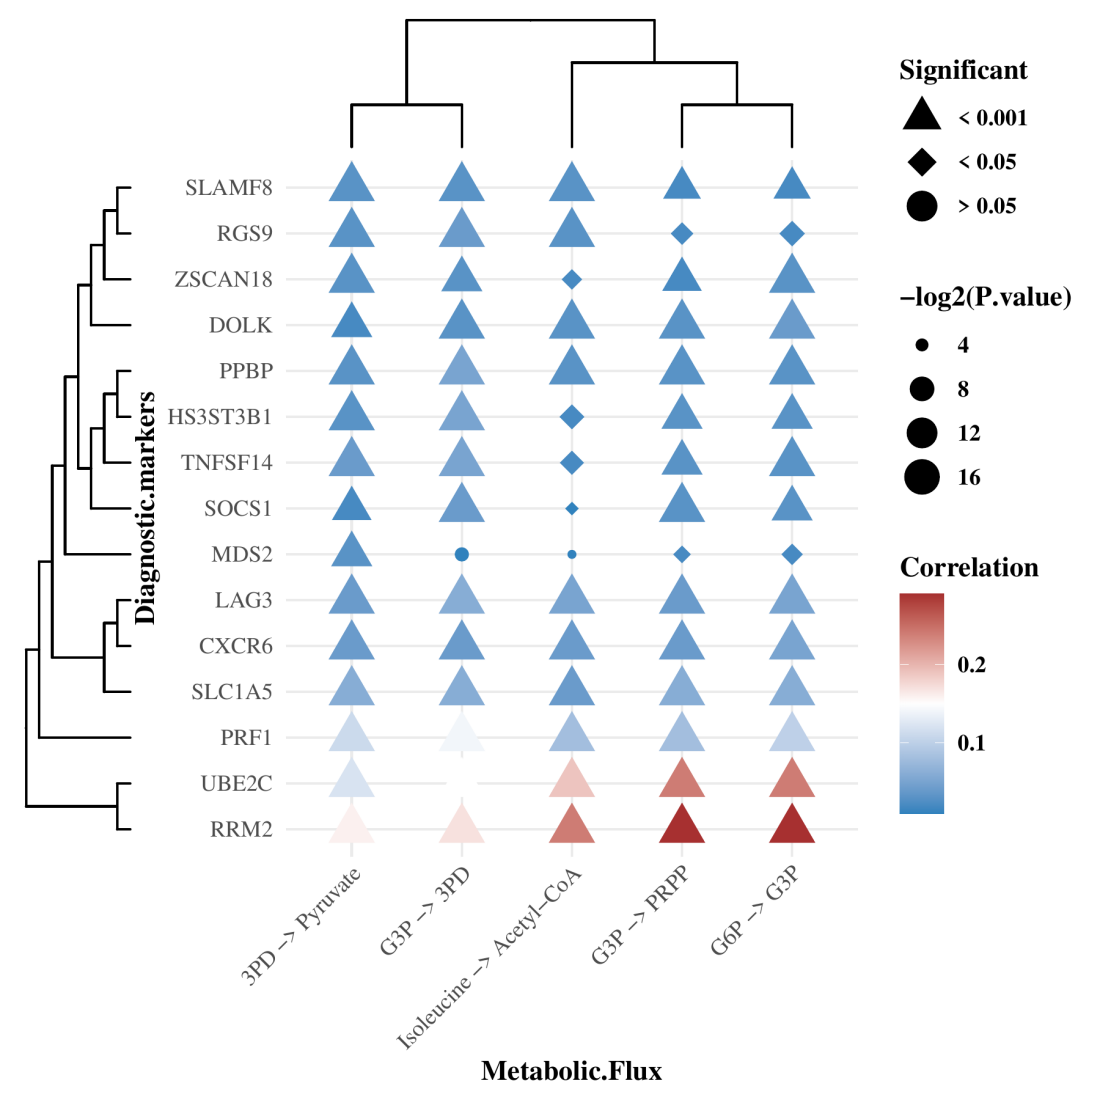 Significant
< 0.001
< 0.05
> 0.05
−log2(P.value)
4
8
12
16
Correlation
0.2
0.1
Diagnostic.markers
SLAMF8
RGS9
ZSCAN18
DOLK
PPBP
HS3ST3B1
TNFSF14
SOCS1
MDS2
LAG3
CXCR6
SLC1A5
PRF1
UBE2C
RRM2
3PD −> Pyruvate
G3P −> 3PD
Isoleucine −> Acetyl−CoA
G3P −> PRPP
G6P −> G3P
Metabolic.Flux